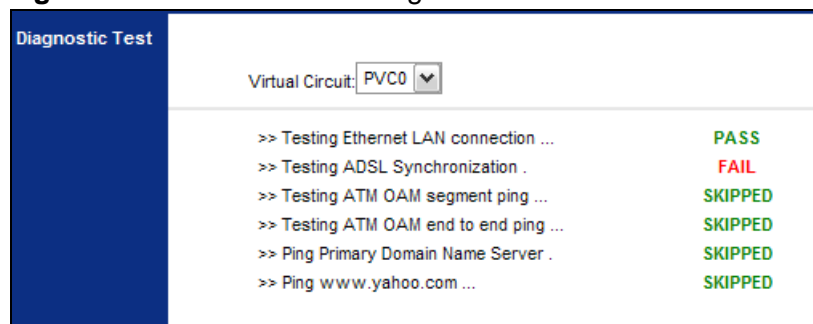 Diagnostic Test
Virtual Circuit: PVC0
>> Testing Ethernet LAN connection ... PASS
>> Testing ADSL Synchronization . FAIL
>> Testing ATM OAM segment ping ... SKIPPED
>> Testing ATM OAM end to end ping ... SKIPPED
>> Ping Primary Domain Name Server . SKIPPED
>> Ping www.yahoo.com ... SKIPPED